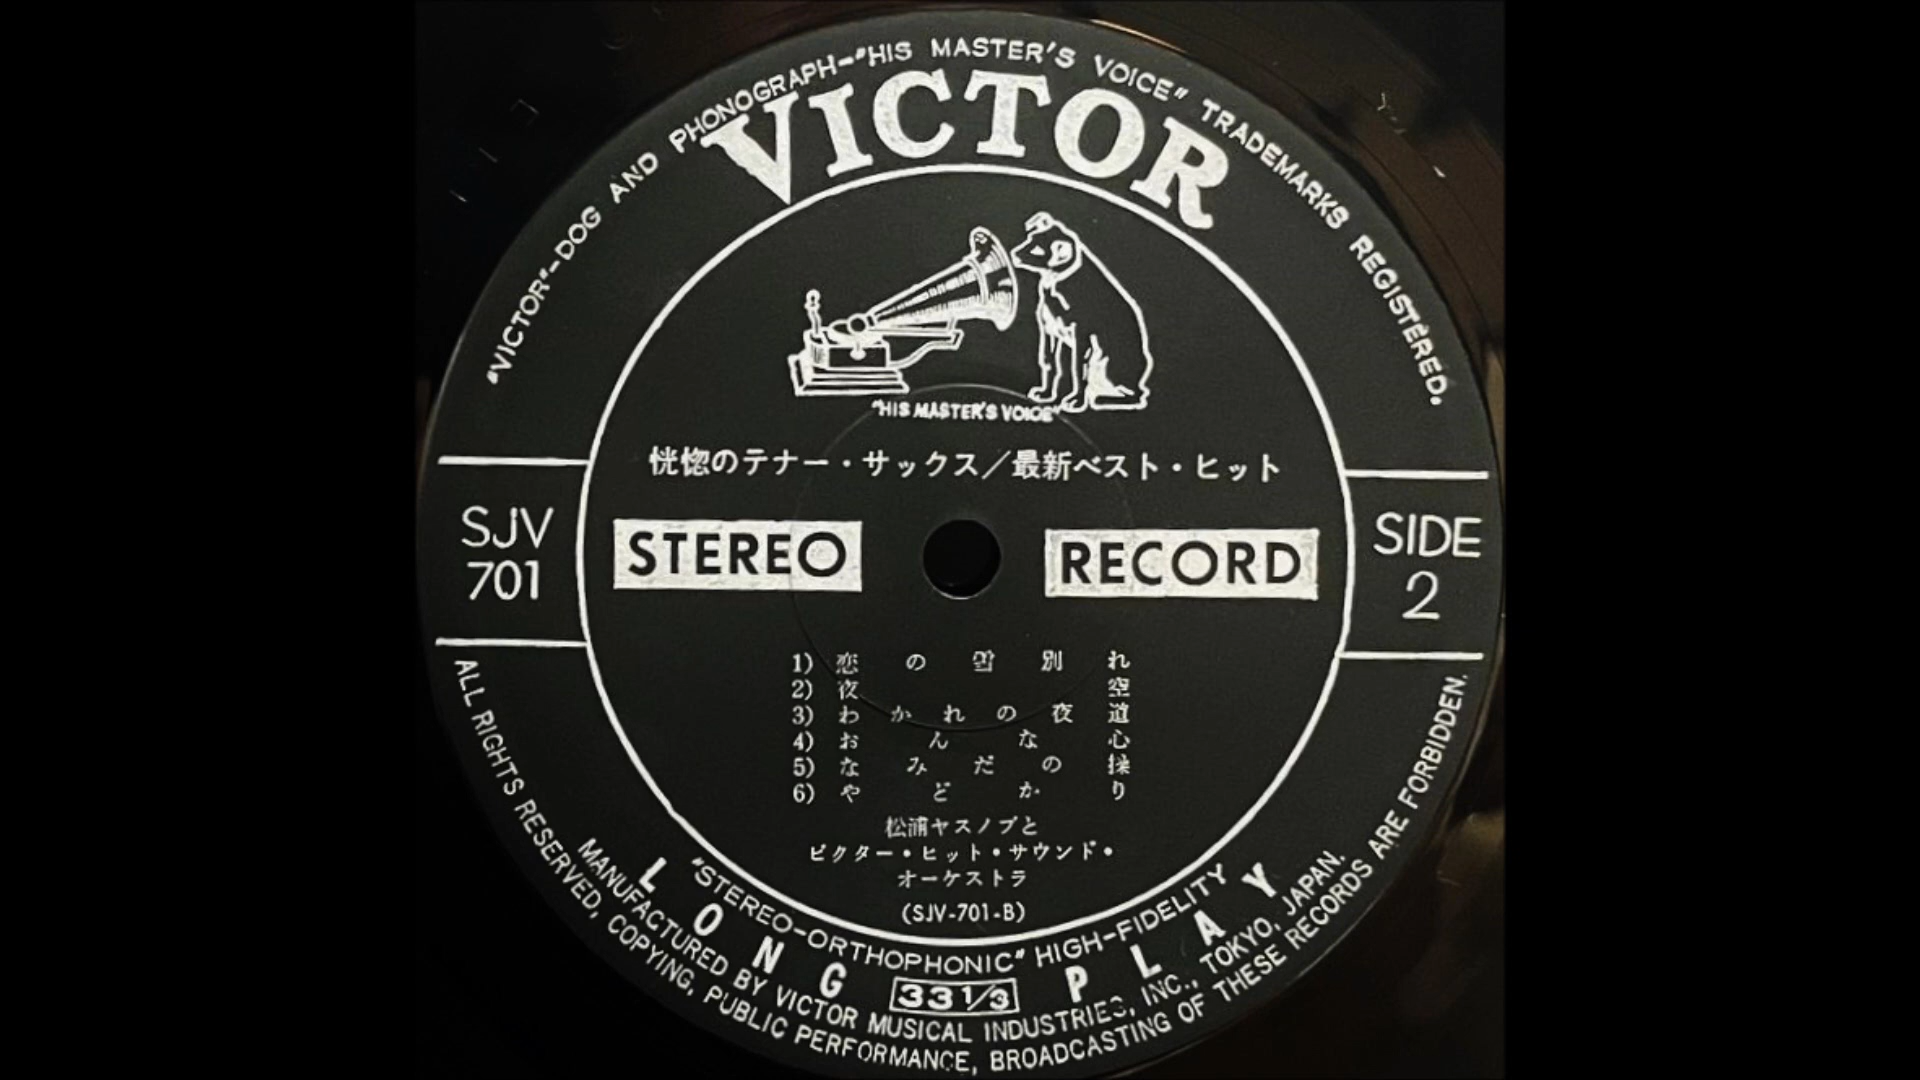 "VICTOR"-DOG AND PHONOGRAPH-"HIS MASTER'S VOICE" TRADEMARKS REGISTERED.
VICTOR
"HIS MASTER'S VOICE"
恍惚のテナー・サックス/最新ベスト・ヒット
SJV
701
STEREO
RECORD
SIDE
2
1) 恋の雪別れ
2) 夜空
3) わかれの夜道
4) おんな心
5) なみだの操
6) やどかり
松浦ヤスノブと
ビクター・ヒット・サウンド・
オーケストラ
(SJV-701-B)
"STEREO-ORTHOPHONIC" HIGH-FIDELITY
LONG PLAY
33 1/3
MANUFACTURED BY VICTOR MUSICAL INDUSTRIES, INC., TOKYO, JAPAN.
ALL RIGHTS RESERVED, COPYING, PUBLIC PERFORMANCE, BROADCASTING OF THESE RECORDS ARE FORBIDDEN.